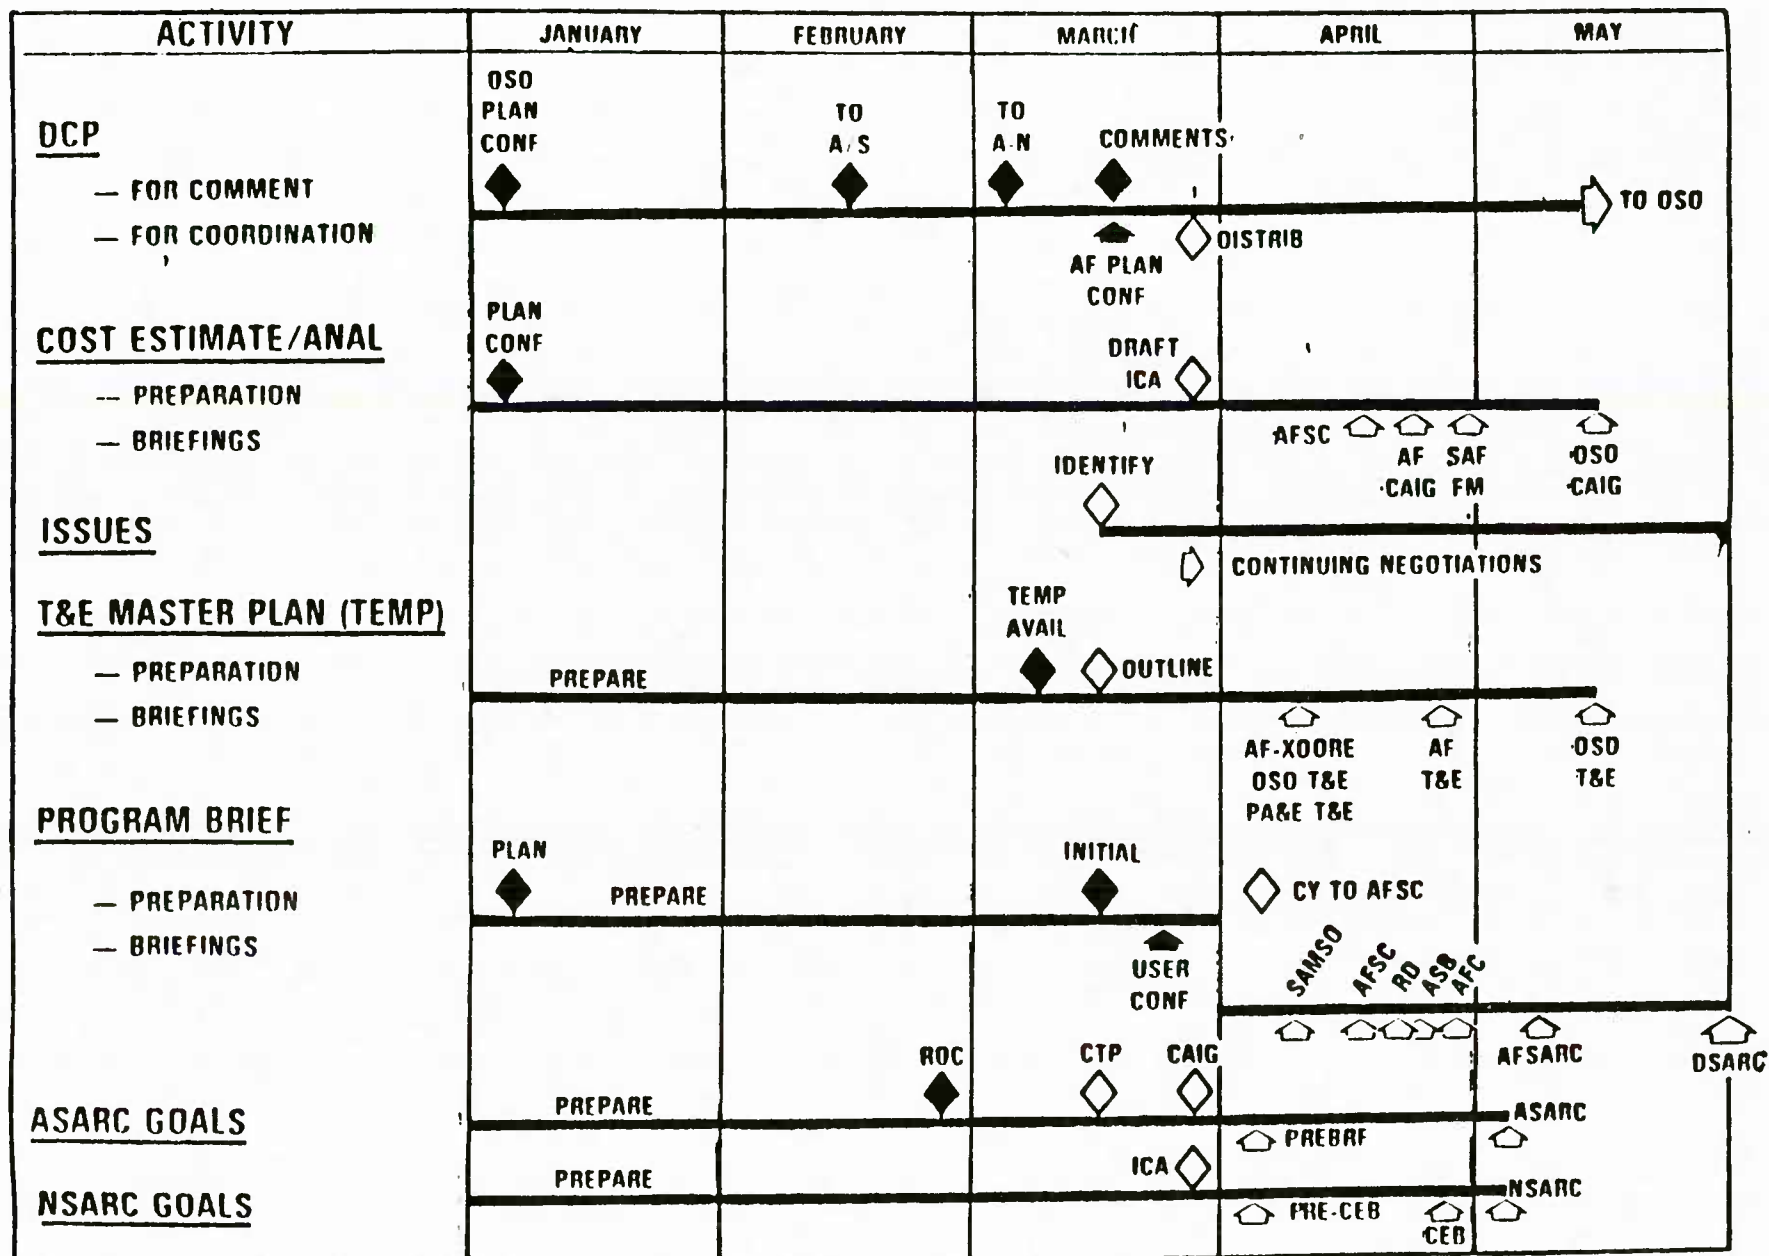 ACTIVITY JANUARY FEBRUARY MARCH APRIL MAY
DCP
— FOR COMMENT
— FOR COORDINATION
OSO
PLAN
CONF
TO
A/S
TO
A-N
COMMENTS
AF PLAN
CONF
DISTRIB
TO OSO
COST ESTIMATE/ANAL
-- PREPARATION
— BRIEFINGS
PLAN
CONF
DRAFT
ICA
AFSC
AF
CAIG
SAF
FM
OSO
CAIG
ISSUES
IDENTIFY
CONTINUING NEGOTIATIONS
T&E MASTER PLAN (TEMP)
— PREPARATION
— BRIEFINGS
PREPARE
TEMP
AVAIL
OUTLINE
AF-XOORE
OSO T&E
PA&E T&E
AF
T&E
OSD
T&E
PROGRAM BRIEF
— PREPARATION
— BRIEFINGS
PLAN
PREPARE
INITIAL
USER
CONF
CY TO AFSC
SAMSO
AFSC
RD
ASB
AFC
AFSARC
DSARC
ASARC GOALS
PREPARE
ROC
CTP
CAIG
PREBRF
ASARC
NSARC GOALS
PREPARE
ICA
PRE-CEB
CEB
NSARC